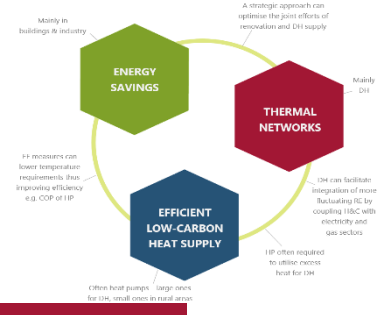 A strategic approach can
optimise the joint efforts of
renovation and DH supply
Mainly in
buildings & industry
ENERGY
SAVINGS
Mainly
DH
THERMAL
NETWORKS
EE measures can
lower temperature
requirements thus
improving efficiency
e.g. COP of HP
DH can facilitate
integration of more
fluctuating RE by
coupling H&C with
electricity and
gas sectors
EFFICIENT
LOW-CARBON
HEAT SUPPLY
HP often required
to utilise excess
heat for DH
Often heat pumps large ones
for DH, small ones in rural areas